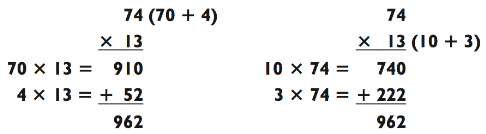 74 (70 + 4)
× 13
70 × 13 = 910
4 × 13 = + 52
962
74
× 13 (10 + 3)
10 × 74 = 740
3 × 74 = + 222
962